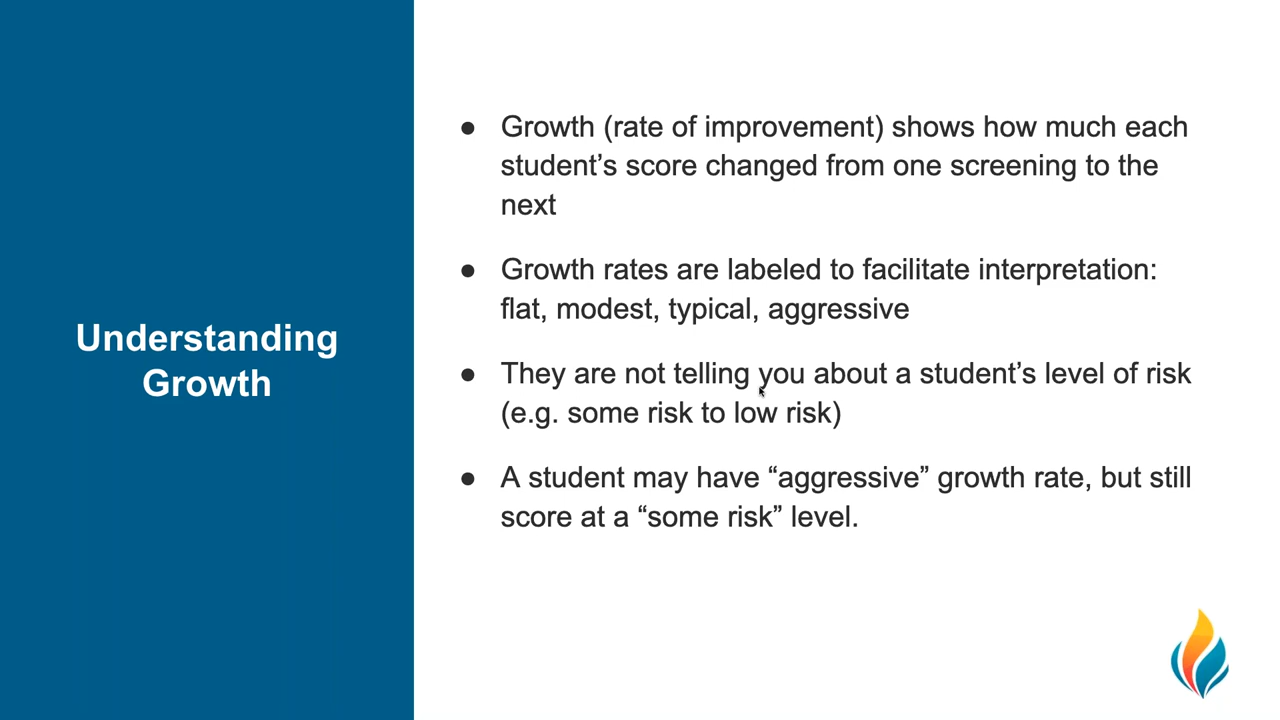 Understanding
Growth
● Growth (rate of improvement) shows how much each
student’s score changed from one screening to the
next
● Growth rates are labeled to facilitate interpretation:
flat, modest, typical, aggressive
● They are not telling you about a student’s level of risk
(e.g. some risk to low risk)
● A student may have “aggressive” growth rate, but still
score at a “some risk” level.